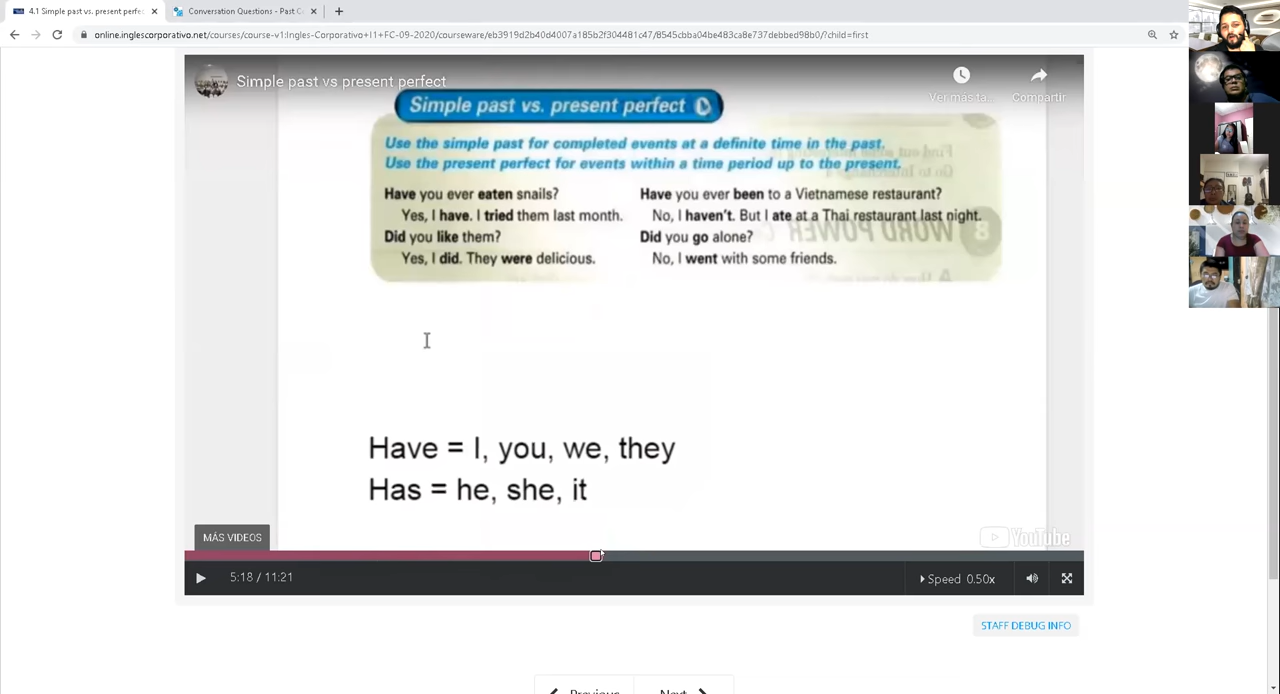 4.1 Simple past vs. present perfe
Conversation Questions - Past C
online.inglescorporativo.net/courses/course-v1:Ingles-Corporativo+I1+FC-09-2020/courseware/
/?child=first
Simple past vs present perfect
Ver más ta...
Compartir
Simple past vs. present perfect
Use the simple past for completed events at a definite time in the past.
Use the present perfect for events within a time period up to the present.
Have you ever eaten snails?
Yes, I have. I tried them last month.
Did you like them?
Yes, I did. They were delicious.
Have you ever been to a Vietnamese restaurant?
No, I haven't. But I ate at a Thai restaurant last night.
Did you go alone?
No, I went with some friends.
8 WORD POWER
Have = I, you, we, they
Has = he, she, it
MÁS VIDEOS
YouTube
5:18 / 11:21
Speed 0.50x
STAFF DEBUG INFO
Previous
Next